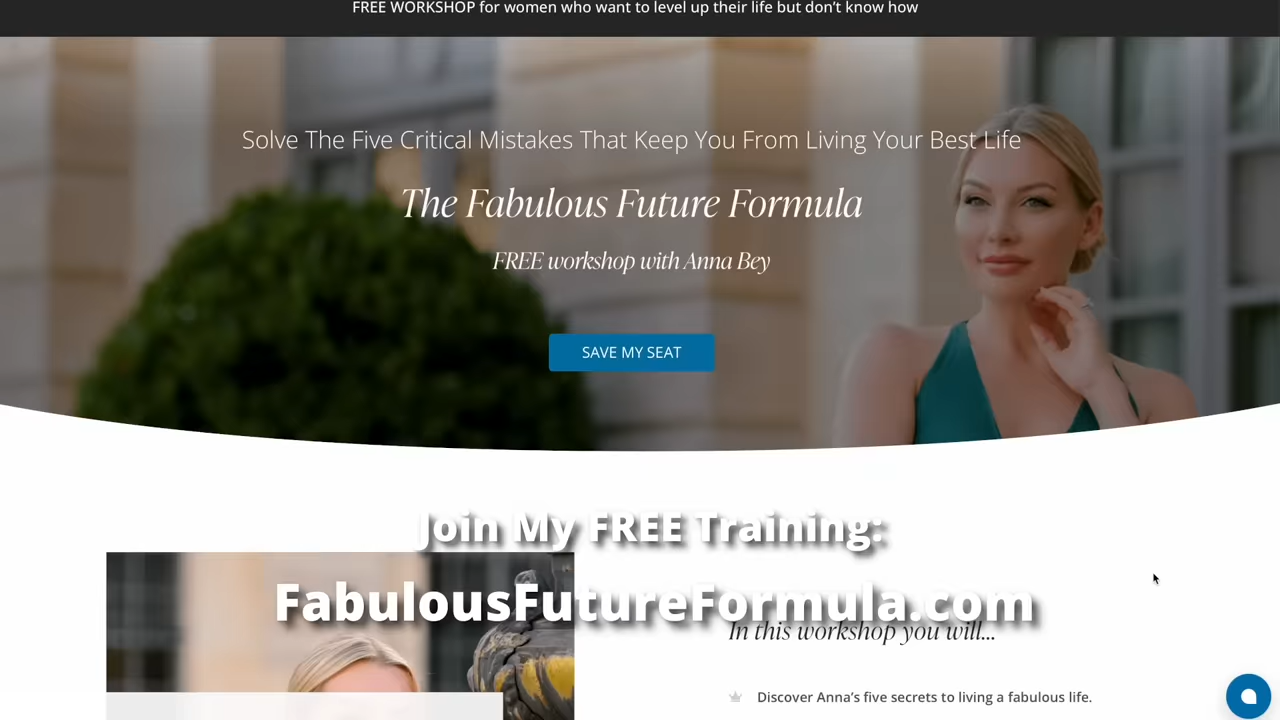 FREE WORKSHOP for women who want to level up their life but don’t know how
Solve The Five Critical Mistakes That Keep You From Living Your Best Life
The Fabulous Future Formula
FREE workshop with Anna Bey
SAVE MY SEAT
Join My FREE Training:
FabulousFutureFormula.com
In this workshop you will...
Discover Anna’s five secrets to living a fabulous life.